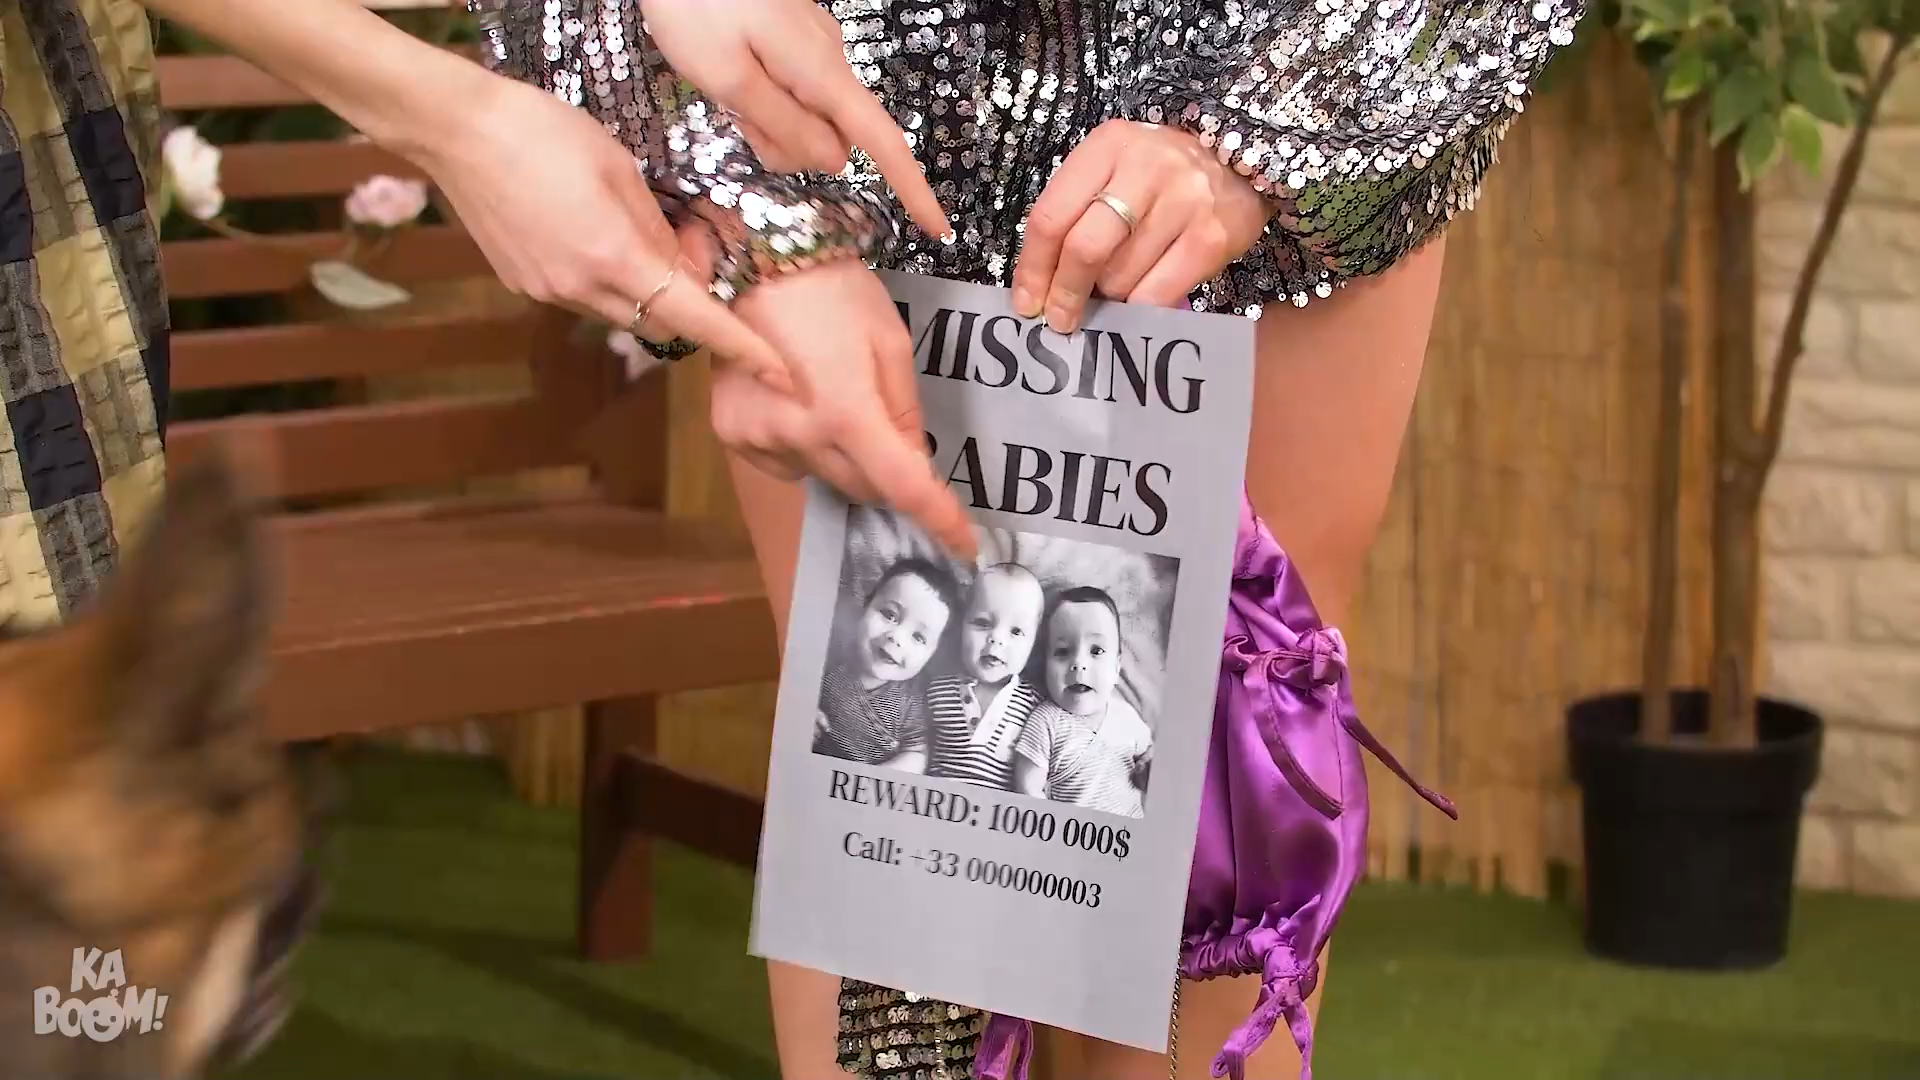 MISSING
BABIES
REWARD: 1000 000$
Call: +33 000000003
KA
BOOM!